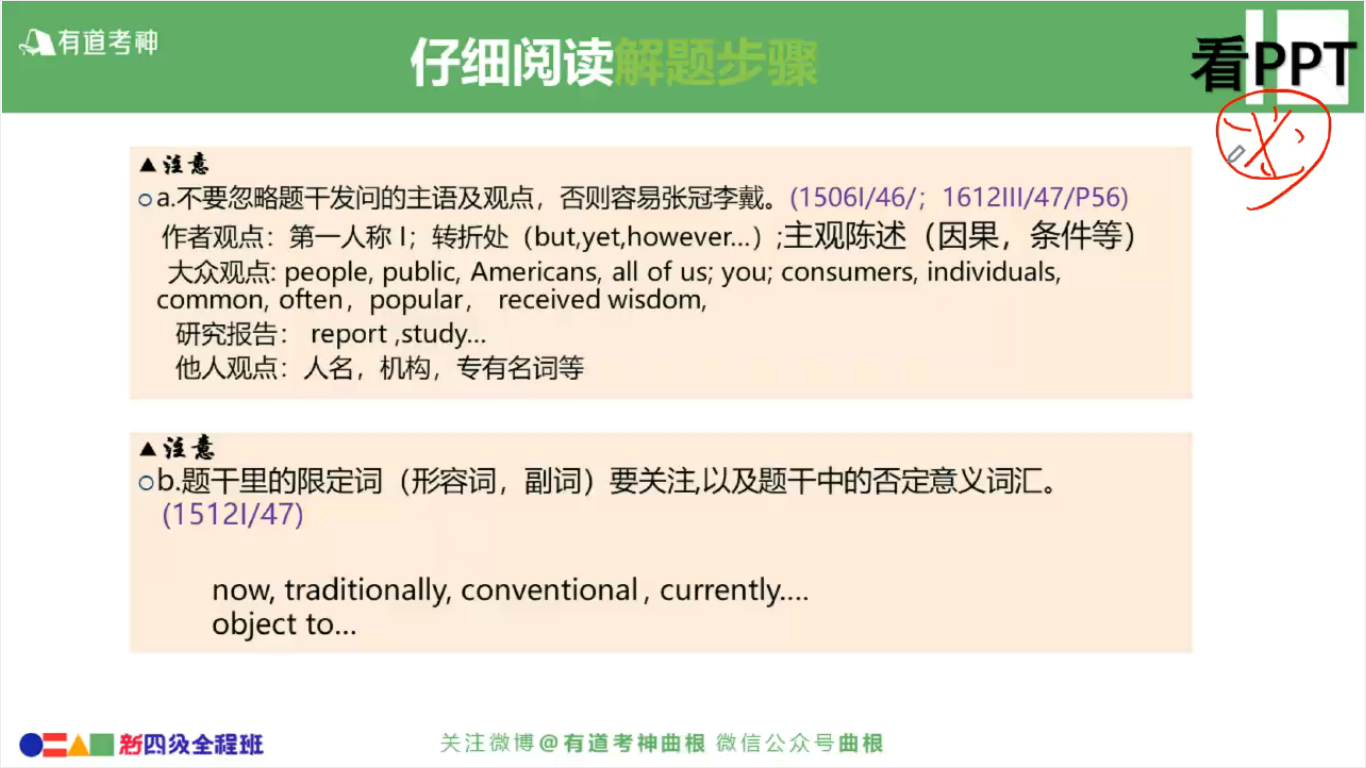 有道考神
仔细阅读解题步骤
看PPT
▲注意
a.不要忽略题干发问的主语及观点，否则容易张冠李戴。(1506I/46/；1612III/47/P56)
作者观点：第一人称 I；转折处（but,yet,however…）;主观陈述（因果，条件等）
大众观点: people, public, Americans, all of us; you; consumers, individuals,
common, often，popular， received wisdom,
研究报告： report ,study…
他人观点：人名，机构，专有名词等
▲注意
b.题干里的限定词（形容词，副词）要关注,以及题干中的否定意义词汇。
(1512I/47)
now, traditionally, conventional , currently....
object to...
新四级全程班
关注微博@有道考神曲根 微信公众号曲根